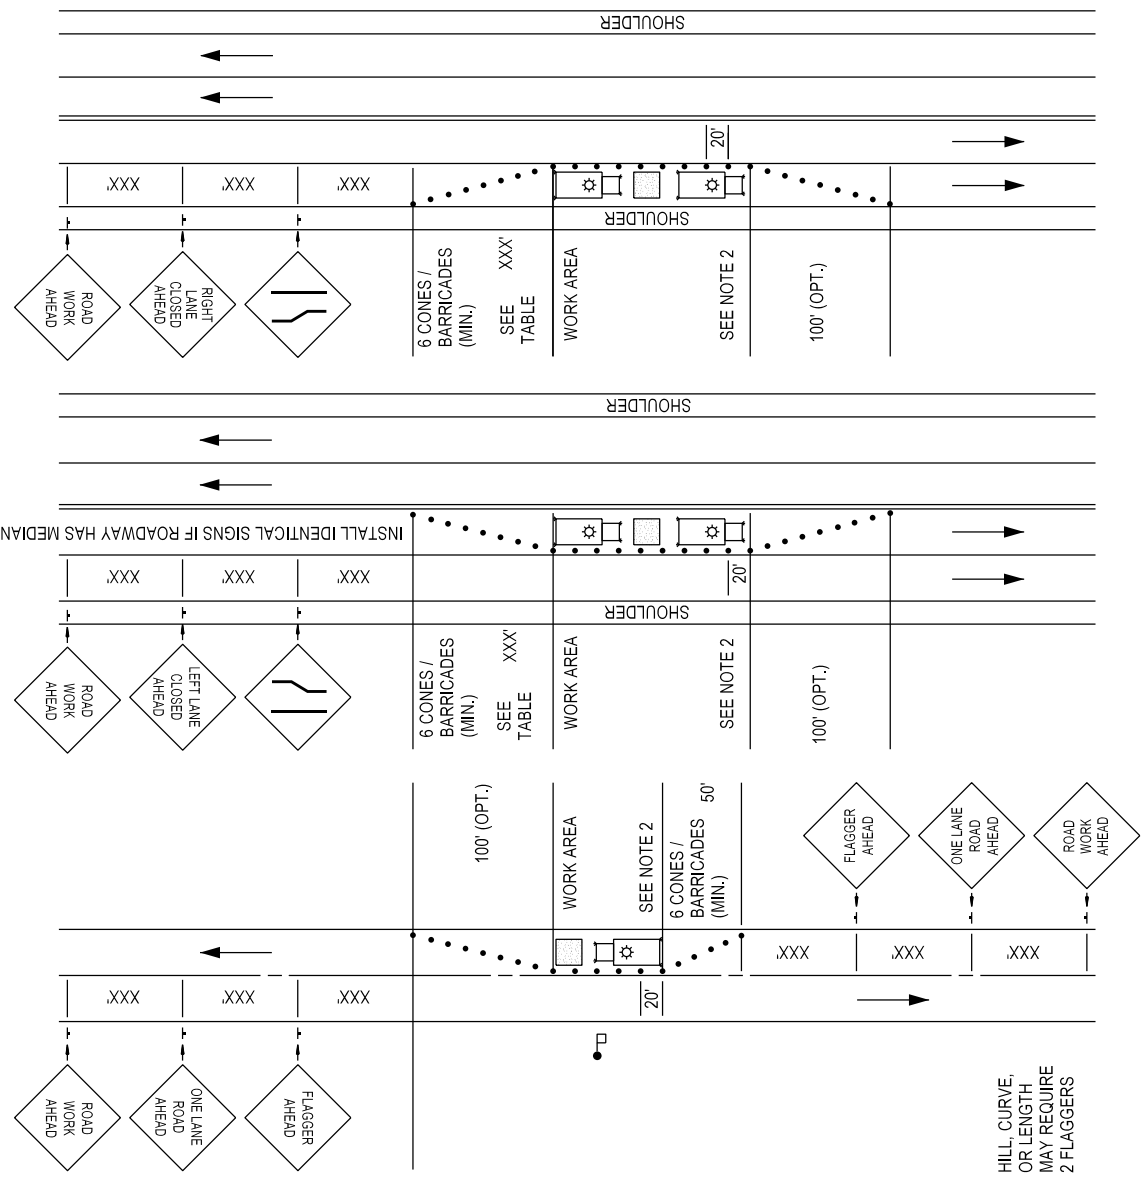 SHOULDER
20'
XXX'
XXX'
XXX'
SHOULDER
ROAD
WORK
AHEAD
RIGHT
LANE
CLOSED
AHEAD
6 CONES /
BARRICADES
(MIN.)
XXX'
SEE
TABLE
WORK AREA
SEE NOTE 2
100' (OPT.)
SHOULDER
INSTALL IDENTICAL SIGNS IF ROADWAY HAS MEDIAN
20'
XXX'
XXX'
XXX'
SHOULDER
ROAD
WORK
AHEAD
LEFT LANE
CLOSED
AHEAD
6 CONES /
BARRICADES
(MIN.)
XXX'
SEE
TABLE
WORK AREA
SEE NOTE 2
100' (OPT.)
100' (OPT.)
WORK AREA
SEE NOTE 2
6 CONES /
BARRICADES
(MIN.)
50'
FLAGGER
AHEAD
ONE LANE
ROAD
AHEAD
ROAD
WORK
AHEAD
XXX'
XXX'
XXX'
XXX'
XXX'
XXX'
20'
ROAD
WORK
AHEAD
ONE LANE
ROAD
AHEAD
FLAGGER
AHEAD
HILL, CURVE,
OR LENGTH
MAY REQUIRE
2 FLAGGERS